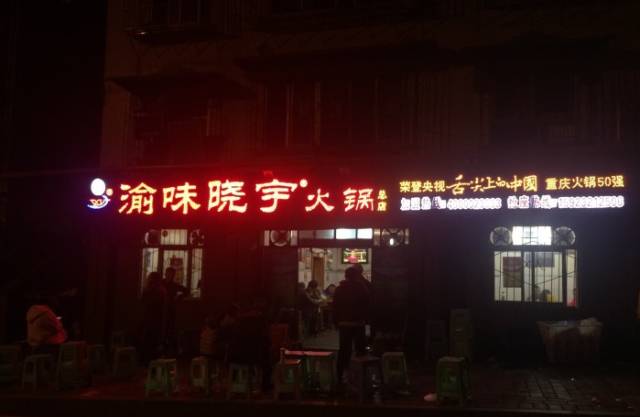 渝味晓宇火锅
总店
荣登央视舌尖上的中國 重庆火锅50强